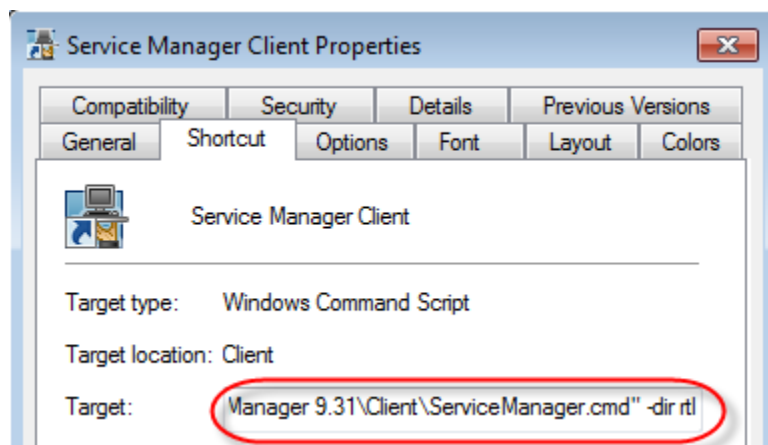 Service Manager Client Properties
Compatibility Security Details Previous Versions
General Shortcut Options Font Layout Colors
Service Manager Client
Target type: Windows Command Script
Target location: Client
Target: Manager 9.31\Client\ServiceManager.cmd" -dir rtl